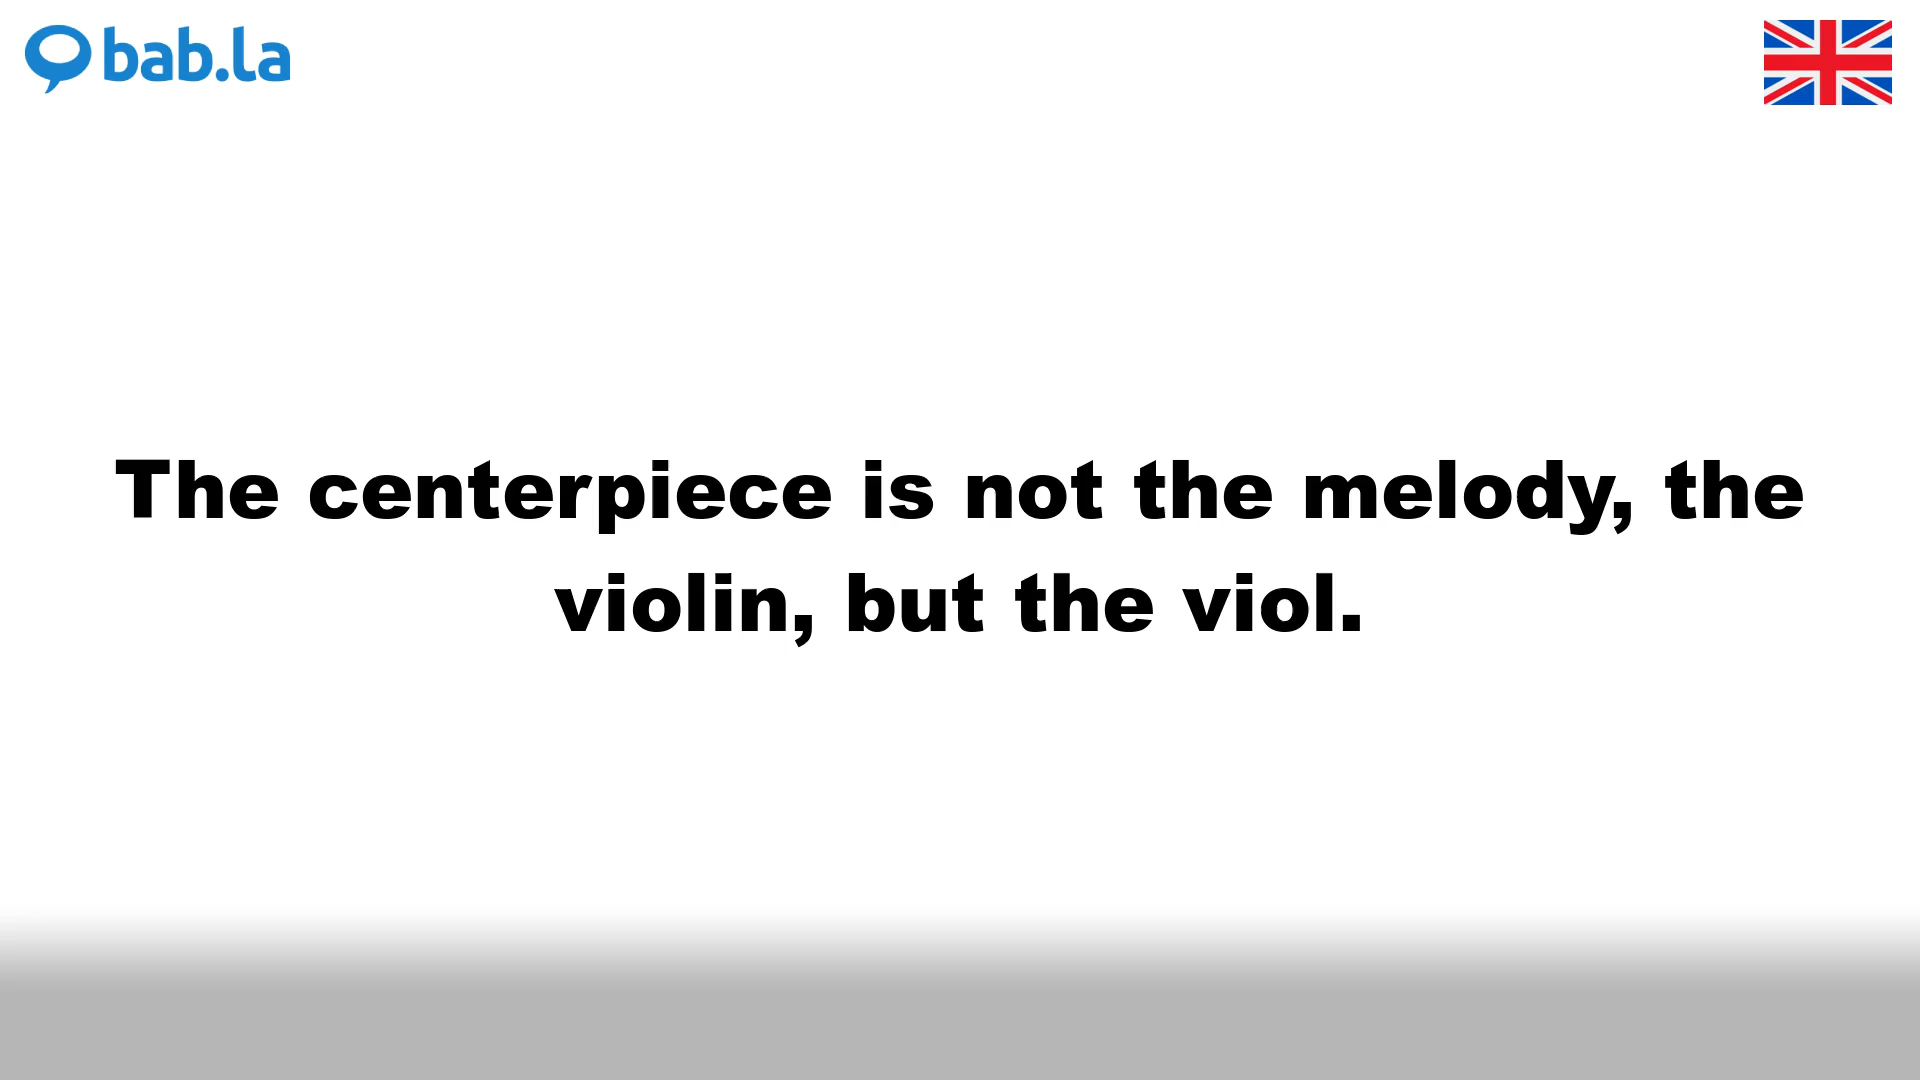 bab.la
The centerpiece is not the melody, the
violin, but the viol.